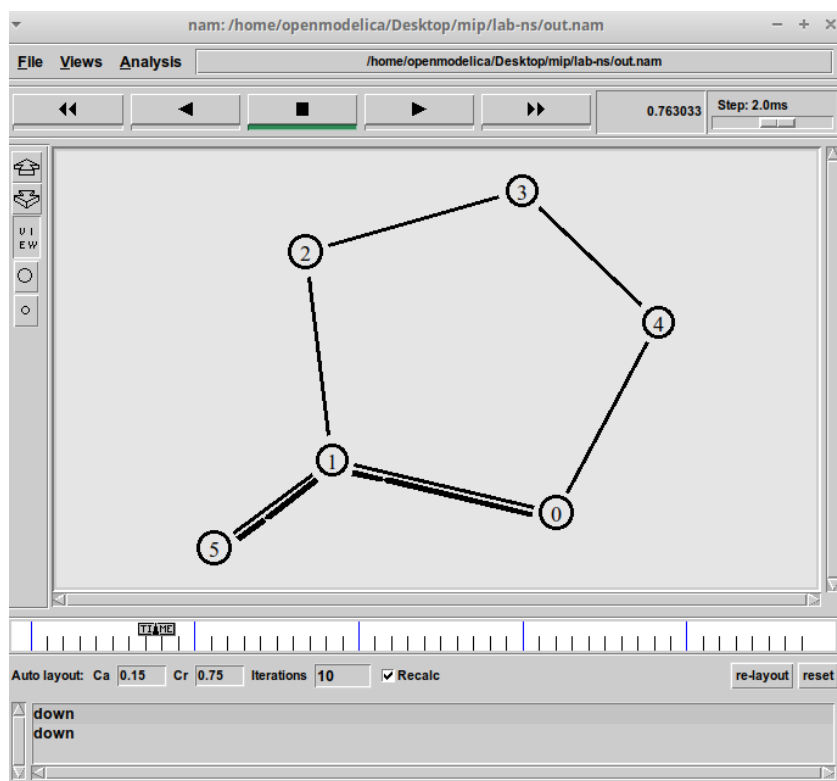 nam: /home/openmodelica/Desktop/mip/lab-ns/out.nam
File Views Analysis /home/openmodelica/Desktop/mip/lab-ns/out.nam
0.763033 Step: 2.0ms
V I
E W
3
2
4
1
0
5
TIME
Auto layout: Ca 0.15 Cr 0.75 Iterations 10 Recalc re-layout reset
down
down